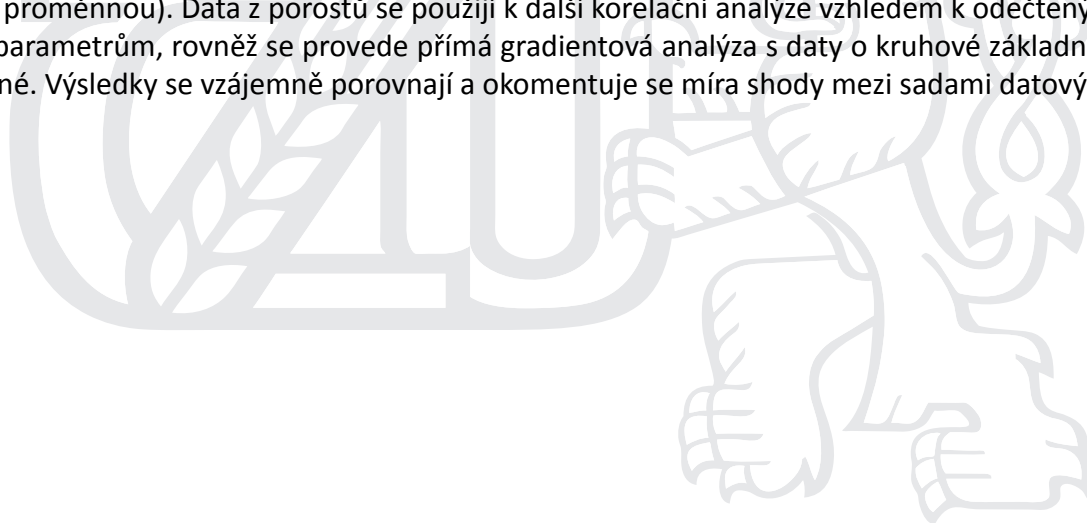 proměnnou). Data z porostů se použijí k další korelační analýze vzhledem k odečtený
parametrům, rovněž se provede přímá gradientová analýza s daty o kruhové základn
né. Výsledky se vzájemně porovnají a okomentuje se míra shody mezi sadami datový
ČZU